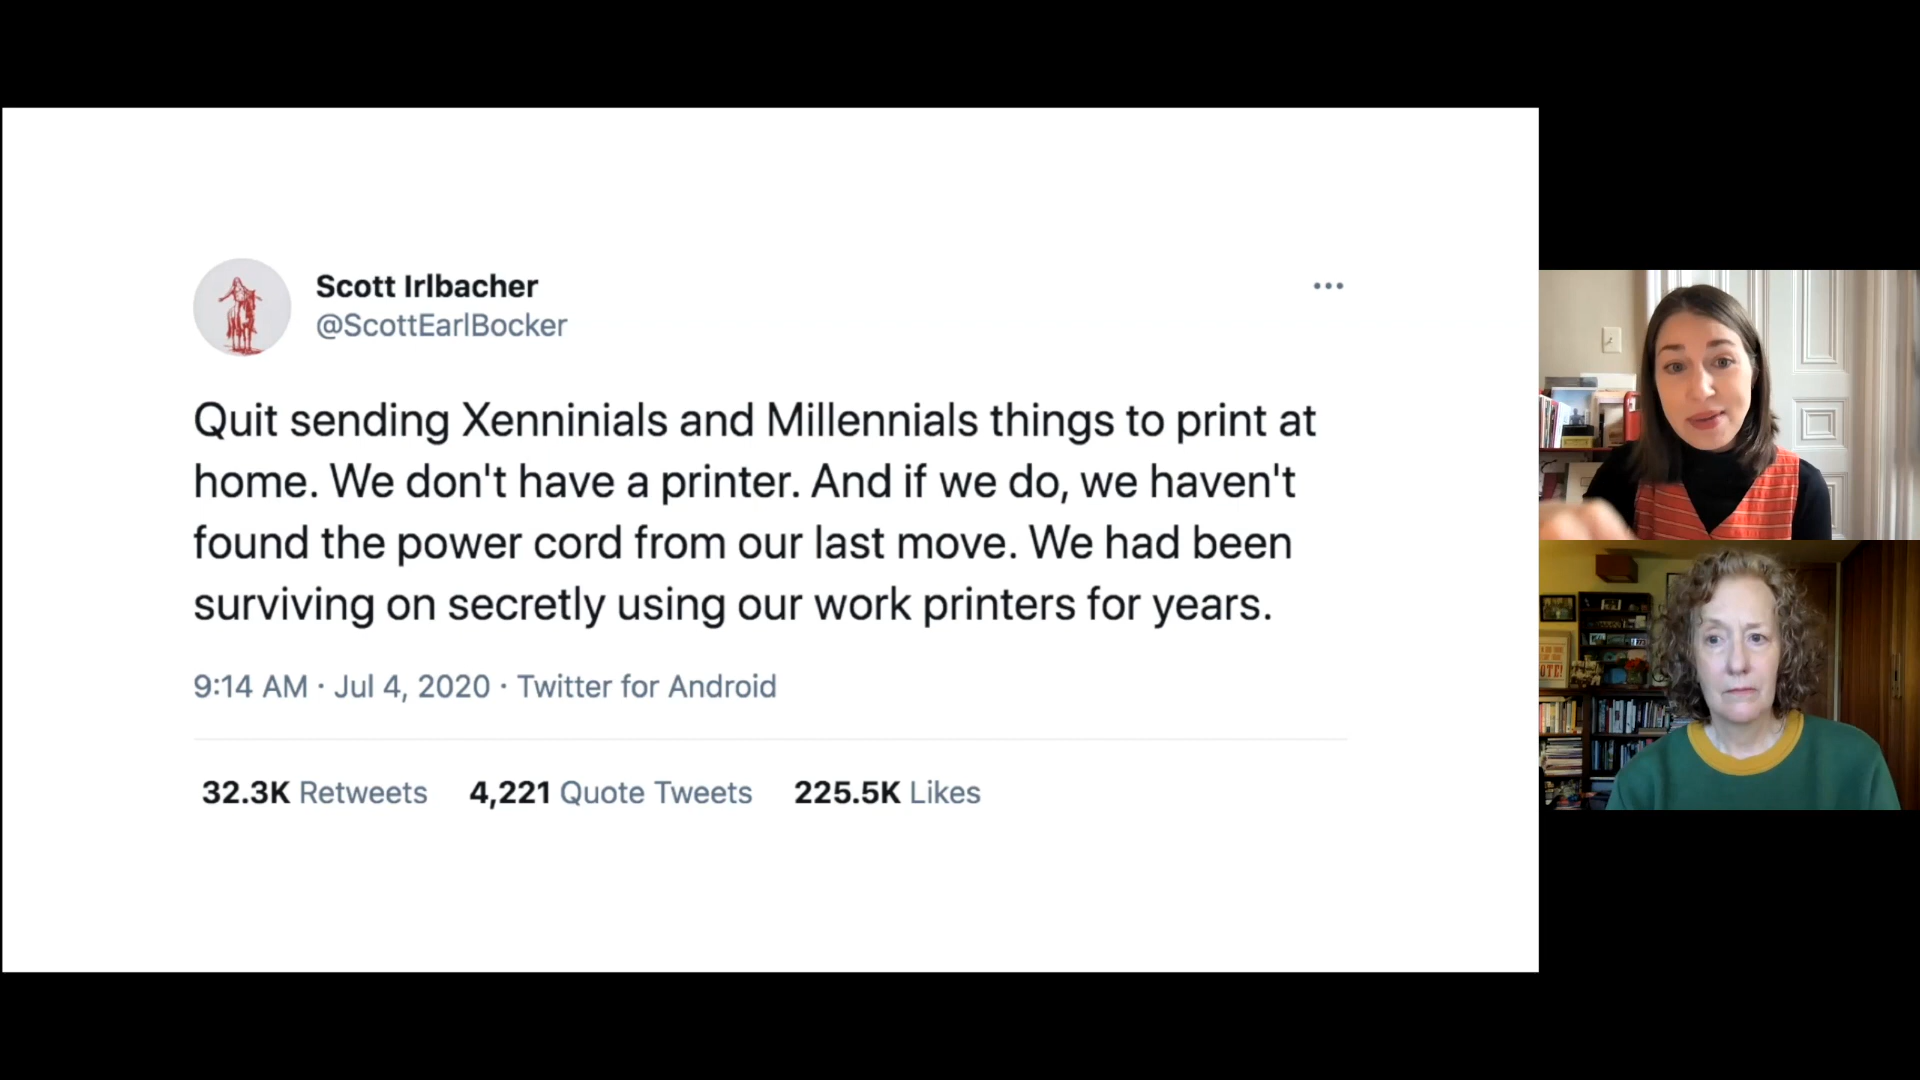 Scott Irlbacher
@ScottEarlBocker
Quit sending Xenninials and Millennials things to print at
home. We don't have a printer. And if we do, we haven't
found the power cord from our last move. We had been
surviving on secretly using our work printers for years.
9:14 AM · Jul 4, 2020 · Twitter for Android
32.3K Retweets 4,221 Quote Tweets 225.5K Likes